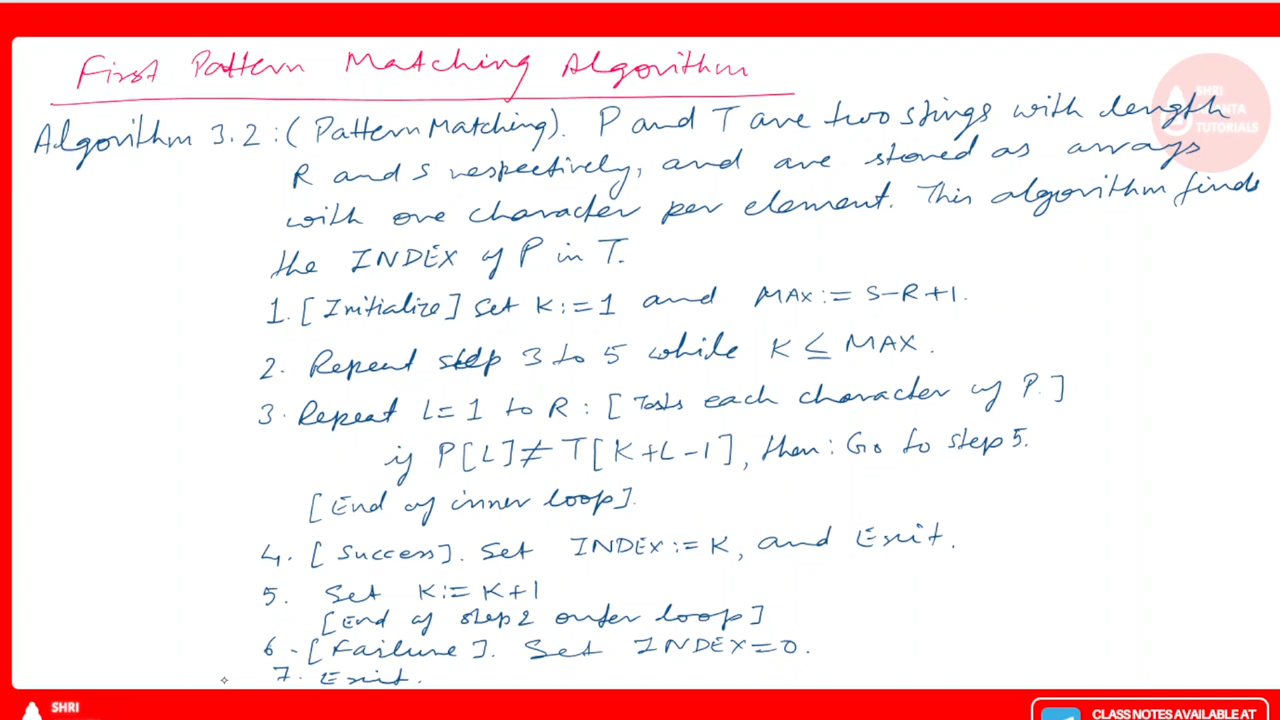 First Pattern Matching Algorithm
Algorithm 3.2 : ( Pattern Matching ). P and T are two stings with length
R and S respectively, and are stored as arrays
with one character per element. This algorithm finds
the INDEX of P in T.
1. [ Initialize ] Set K := 1 and MAX := S-R+1.
2. Repeat step 3 to 5 while K ≤ MAX.
3. Repeat L = 1 to R : [ Tests each character of P. ]
if P[L] ≠ T[K+L-1], then : Go to step 5.
[ End of inner loop ].
4. [ Success ]. Set INDEX := K, and Exit.
5. Set K := K+1
[ End of step 2 outer loop ]
6. [ Failure ]. Set INDEX = 0.
7. Exit.
SHRI
TUTORIALS
SHRI
CLASS NOTES AVAILABLE AT